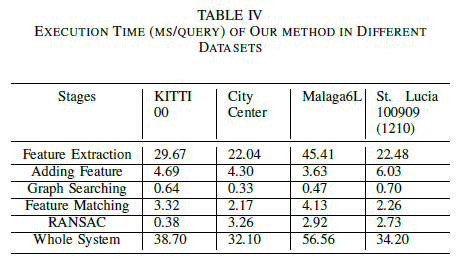 TABLE IV
EXECUTION TIME (MS/QUERY) OF OUR METHOD IN DIFFERENT
DATASETS
Stages KITTI 00 City Center Malaga6L St. Lucia 100909 (1210)
Feature Extraction 29.67 22.04 45.41 22.48
Adding Feature 4.69 4.30 3.63 6.03
Graph Searching 0.64 0.33 0.47 0.70
Feature Matching 3.32 2.17 4.13 2.26
RANSAC 0.38 3.26 2.92 2.73
Whole System 38.70 32.10 56.56 34.20